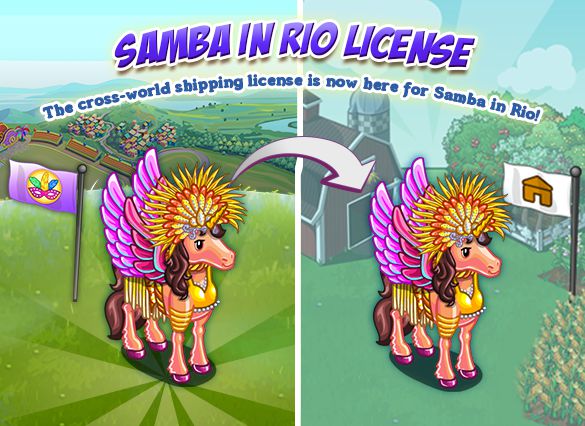 SAMBA IN RIO LICENSE
The cross-world shipping license is now here for Samba in Rio!